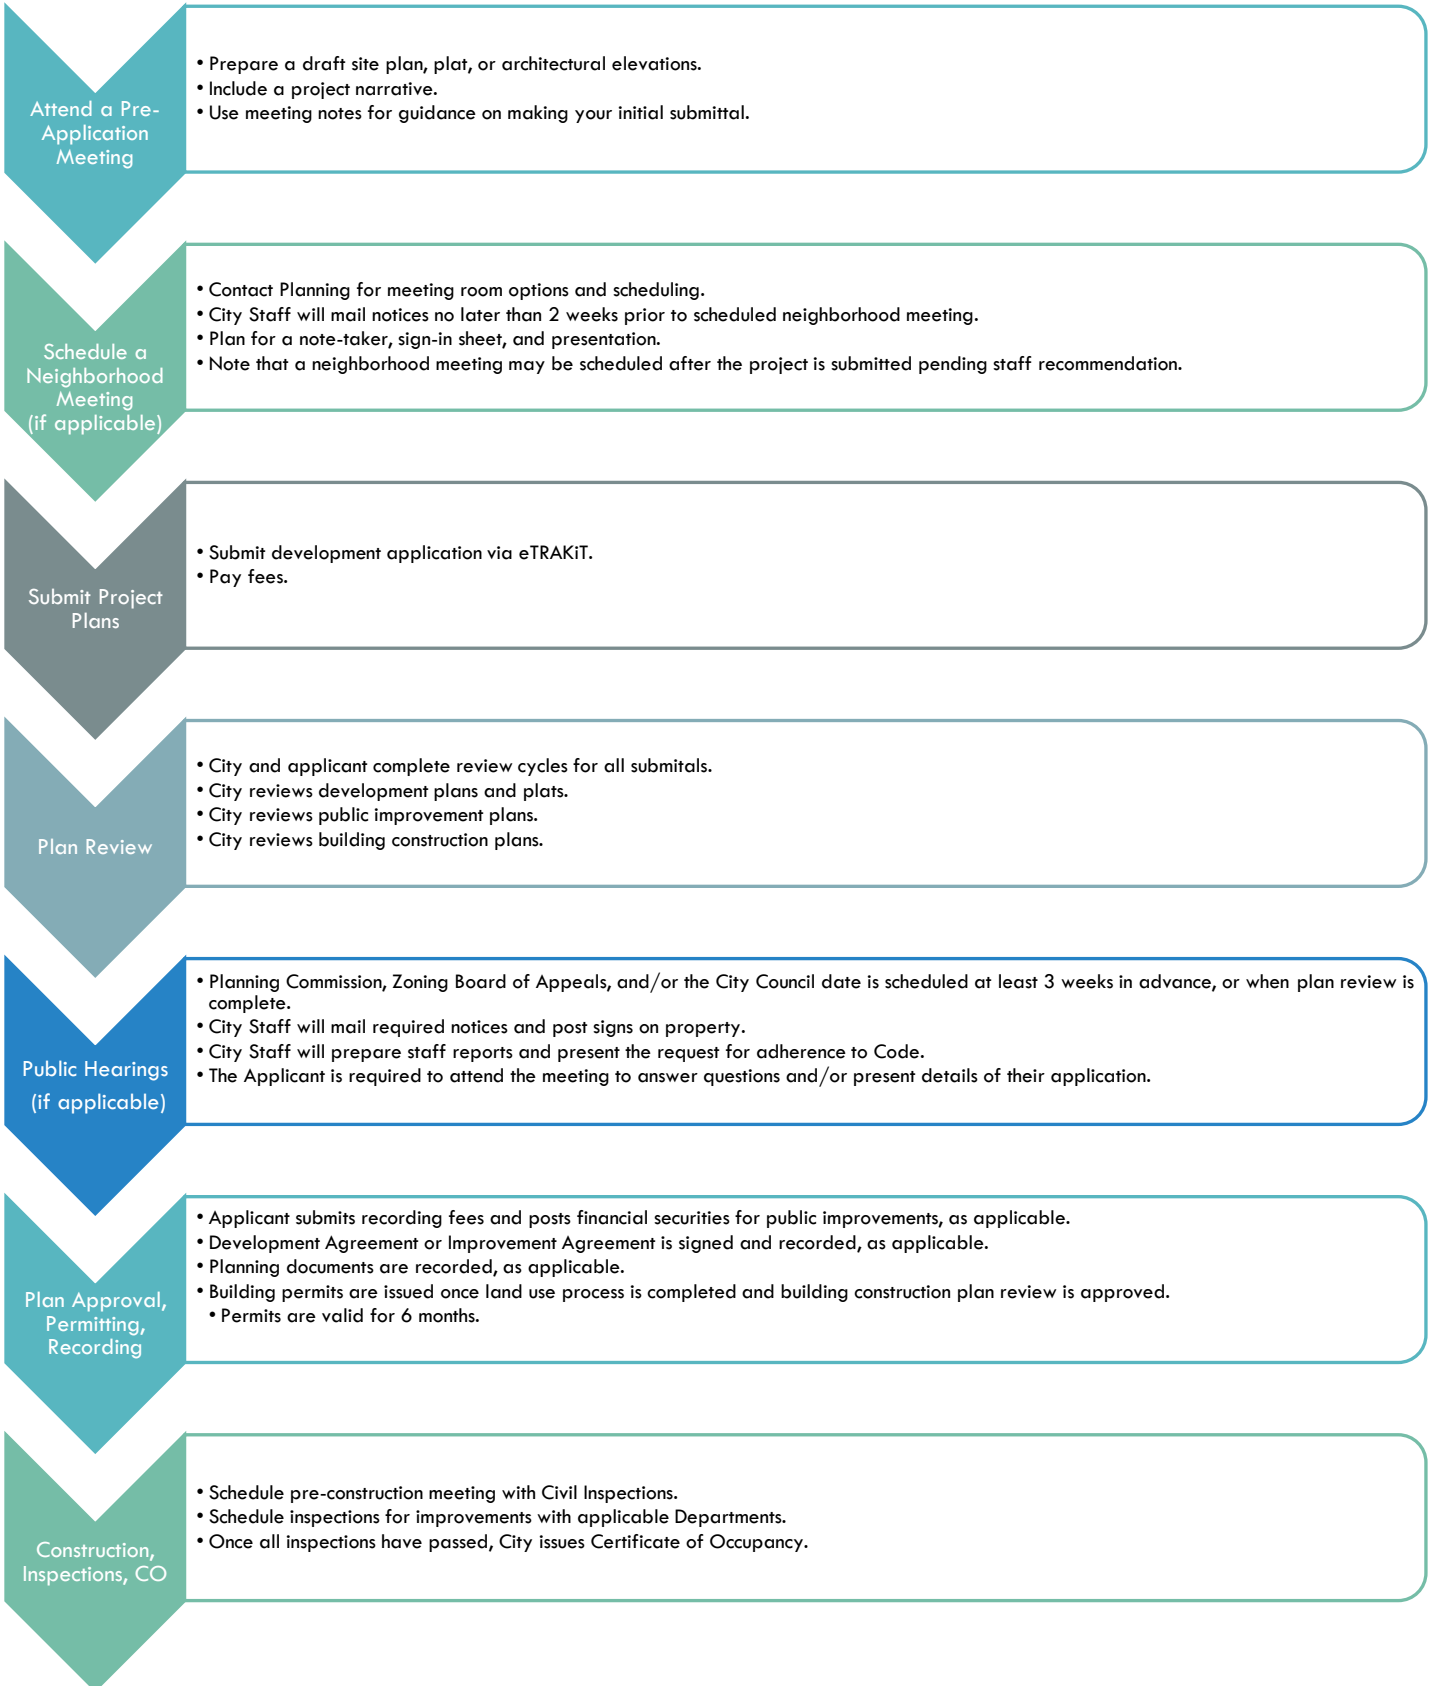 Attend a Pre-
Application
Meeting
• Prepare a draft site plan, plat, or architectural elevations.
• Include a project narrative.
• Use meeting notes for guidance on making your initial submittal.
Schedule a
Neighborhood
Meeting
(if applicable)
• Contact Planning for meeting room options and scheduling.
• City Staff will mail notices no later than 2 weeks prior to scheduled neighborhood meeting.
• Plan for a note-taker, sign-in sheet, and presentation.
• Note that a neighborhood meeting may be scheduled after the project is submitted pending staff recommendation.
Submit Project
Plans
• Submit development application via eTRAKiT.
• Pay fees.
Plan Review
• City and applicant complete review cycles for all submitals.
• City reviews development plans and plats.
• City reviews public improvement plans.
• City reviews building construction plans.
Public Hearings
(if applicable)
• Planning Commission, Zoning Board of Appeals, and/or the City Council date is scheduled at least 3 weeks in advance, or when plan review is
complete.
• City Staff will mail required notices and post signs on property.
• City Staff will prepare staff reports and present the request for adherence to Code.
• The Applicant is required to attend the meeting to answer questions and/or present details of their application.
Plan Approval,
Permitting,
Recording
• Applicant submits recording fees and posts financial securities for public improvements, as applicable.
• Development Agreement or Improvement Agreement is signed and recorded, as applicable.
• Planning documents are recorded, as applicable.
• Building permits are issued once land use process is completed and building construction plan review is approved.
• Permits are valid for 6 months.
Construction,
Inspections, CO
• Schedule pre-construction meeting with Civil Inspections.
• Schedule inspections for improvements with applicable Departments.
• Once all inspections have passed, City issues Certificate of Occupancy.